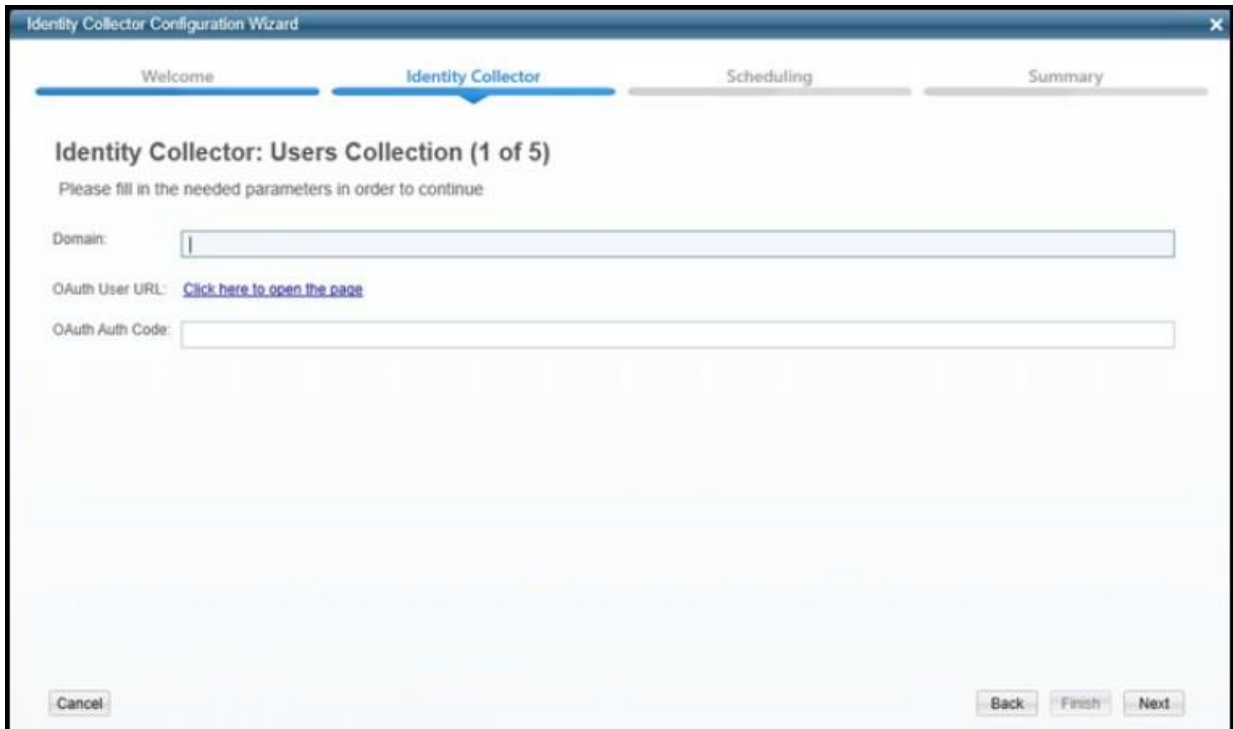 Identity Collector Configuration Wizard
Welcome Identity Collector Scheduling Summary
Identity Collector: Users Collection (1 of 5)
Please fill in the needed parameters in order to continue
Domain:
OAuth User URL: Click here to open the page
OAuth Auth Code:
Cancel Back Finish Next